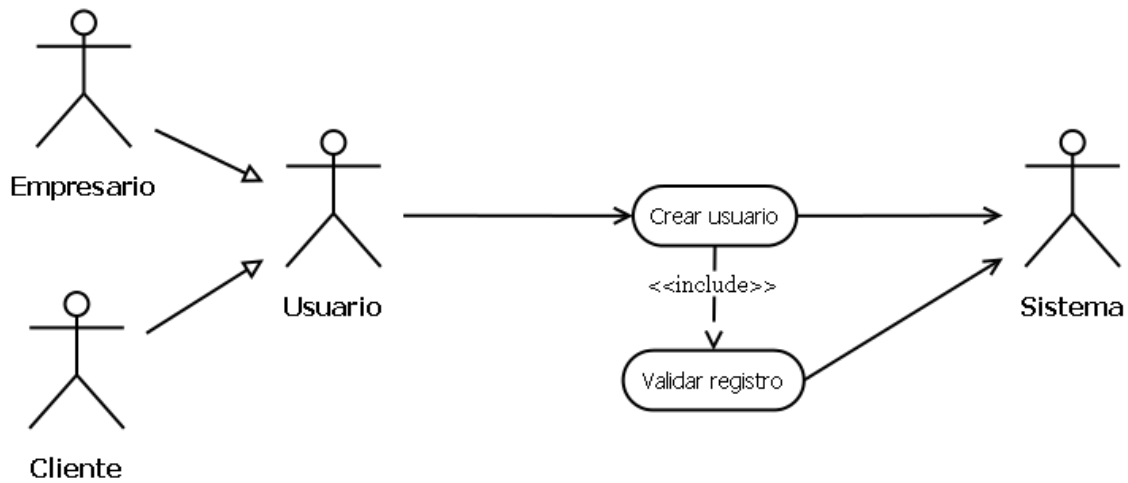 Empresario
Usuario
Cliente
Crear usuario
<<include>>
Validar registro
Sistema